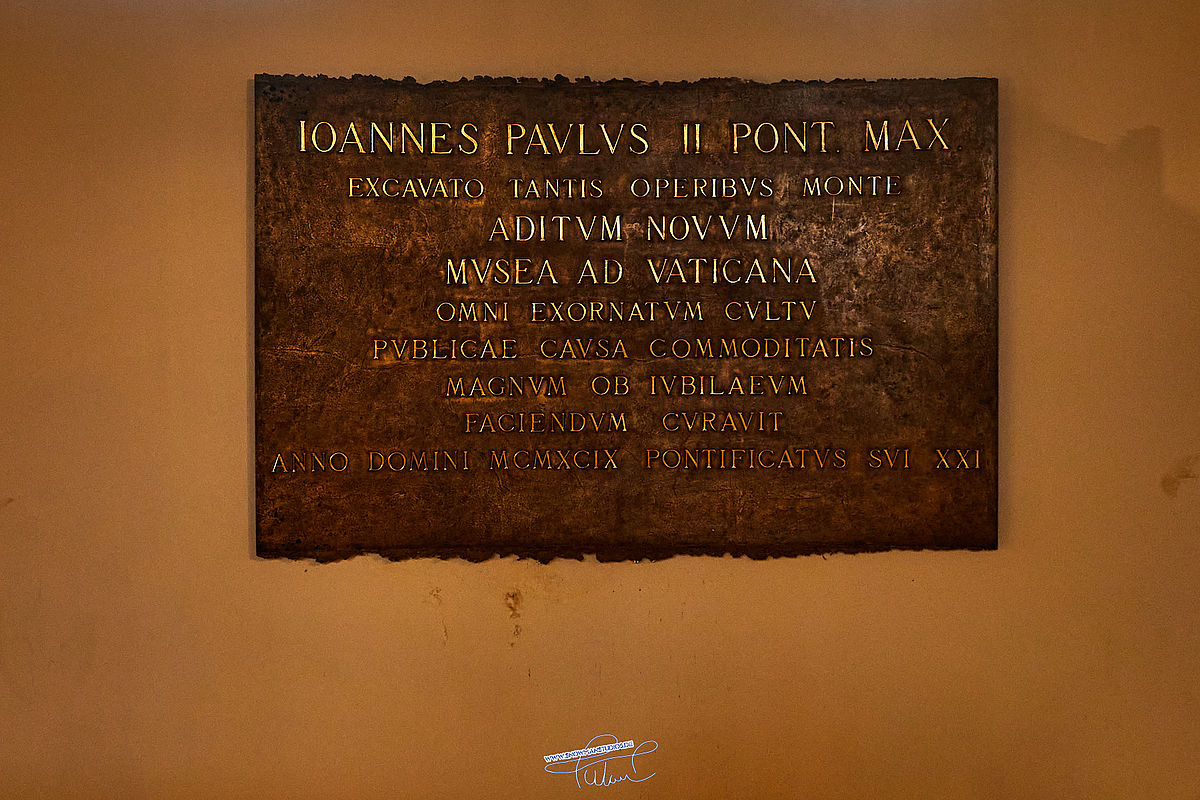 IOANNES PAVLVS II PONT. MAX.
EXCAVATO TANTIS OPERIBVS MONTE
ADITVM NOVVM
MVSEA AD VATICANA
OMNI EXORNATVM CVLTV
PVBLICAE CAVSA COMMODITATIS
MAGNVM OB IVBILAEVM
FACIENDVM CVRAVIT
ANNO DOMINI MCMXCIX PONTIFICATVS SVI XXI